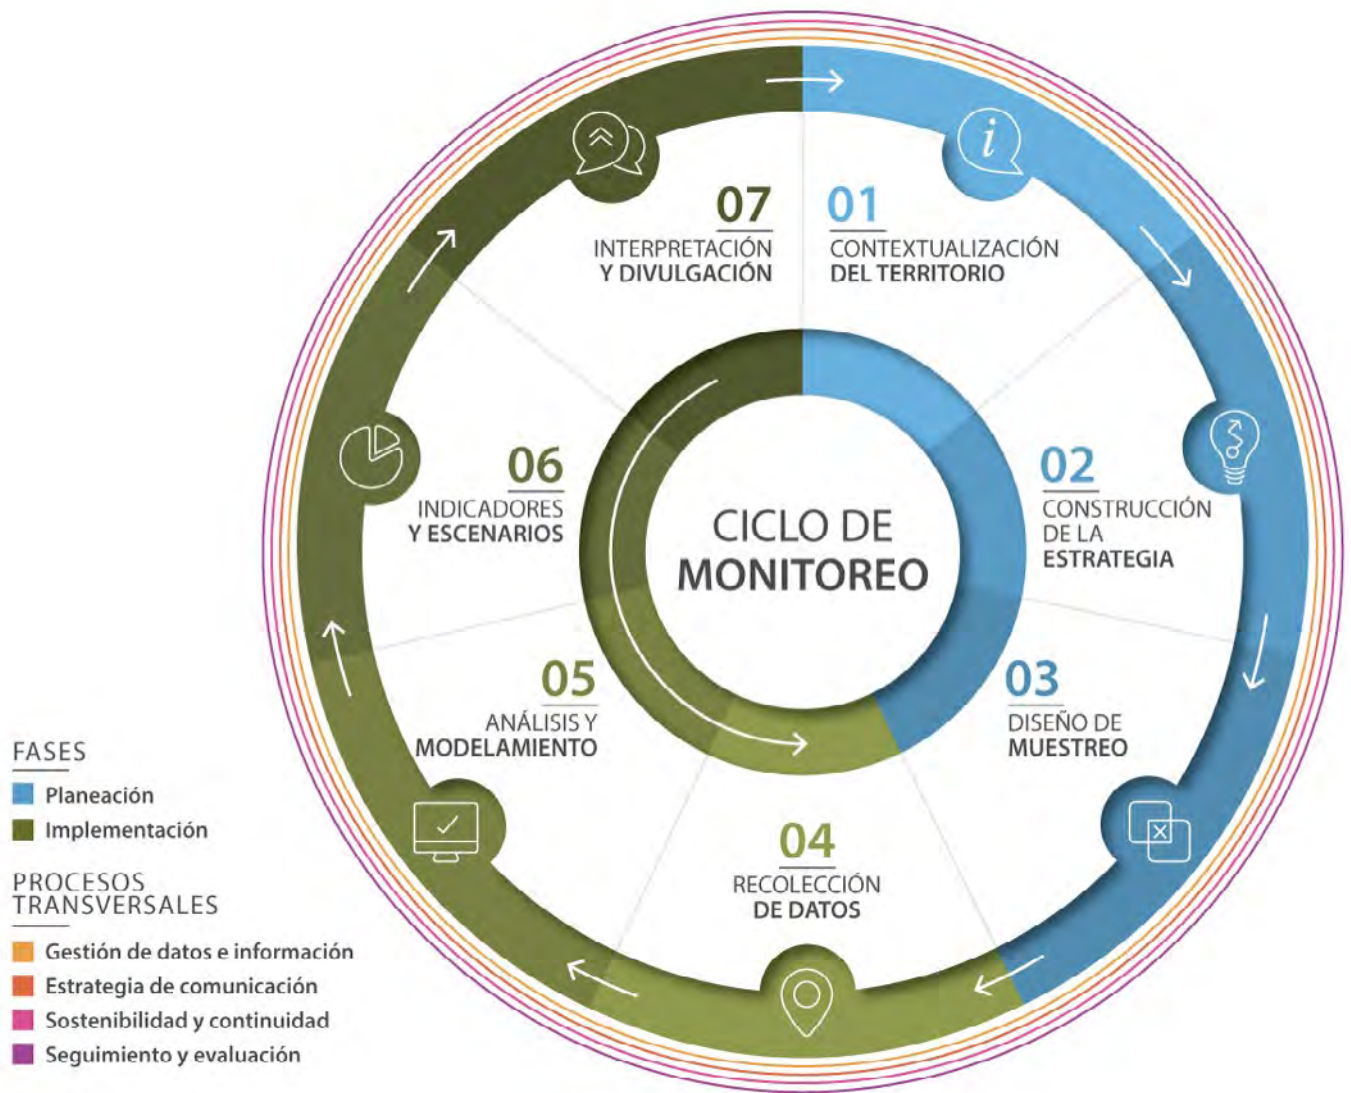 07
INTERPRETACIÓN
Y DIVULGACIÓN
01
CONTEXTUALIZACIÓN
DEL TERRITORIO
06
INDICADORES
Y ESCENARIOS
CICLO DE
MONITOREO
02
CONSTRUCCIÓN
DE LA
ESTRATEGIA
05
ANÁLISIS Y
MODELAMIENTO
03
DISEÑO DE
MUESTREO
04
RECOLECCIÓN
DE DATOS
FASES
Planeación
Implementación
PROCESOS
TRANSVERSALES
Gestión de datos e información
Estrategia de comunicación
Sostenibilidad y continuidad
Seguimiento y evaluación